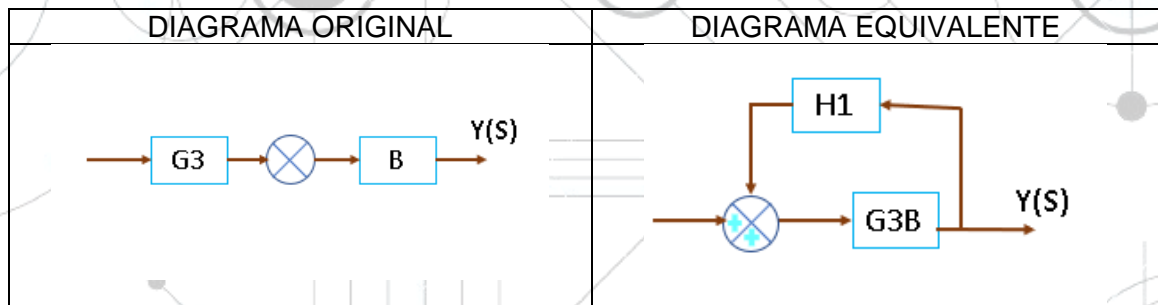 DIAGRAMA ORIGINAL
DIAGRAMA EQUIVALENTE
G3
B
Y(S)
H1
+
+
G3B
Y(S)